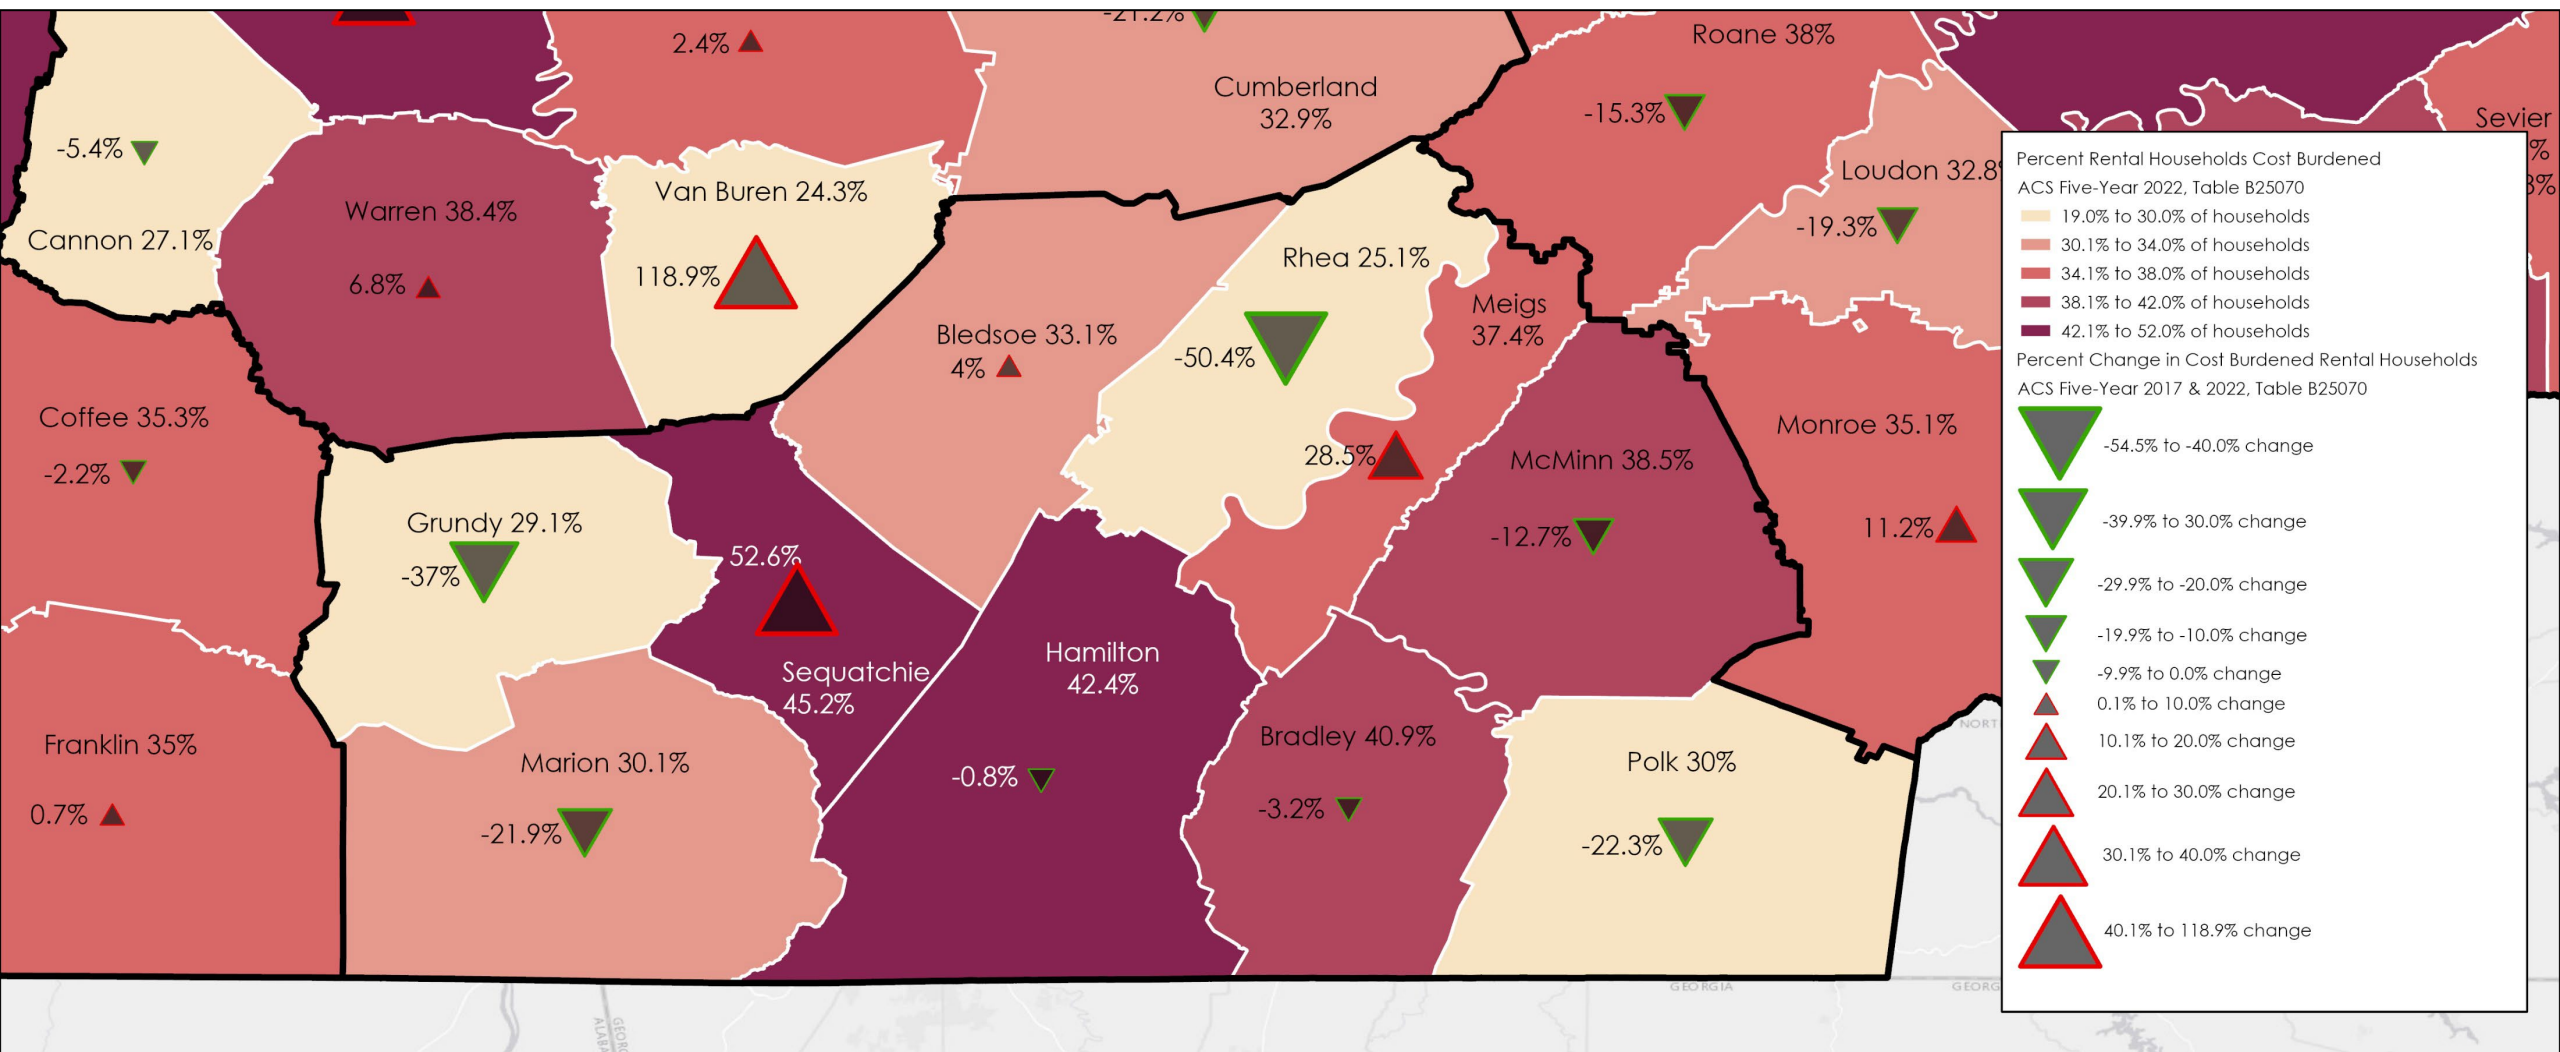 -21.2%
Roane 38%
2.4%
Cumberland
32.9%
-15.3%
Sevier
%
-5.4%
Loudon 32.8
Van Buren 24.3%
Warren 38.4%
-19.3%
Cannon 27.1%
118.9%
Rhea 25.1%
6.8%
Meigs
37.4%
Bledsoe 33.1%
4%
-50.4%
Coffee 35.3%
-2.2%
Monroe 35.1%
28.5%
McMinn 38.5%
Grundy 29.1%
-37%
52.6%
-12.7%
11.2%
Hamilton
42.4%
Sequatchie
45.2%
Franklin 35%
Marion 30.1%
Bradley 40.9%
Polk 30%
0.7%
-21.9%
-0.8%
-3.2%
-22.3%
NORT
GEORGIA
GEORG
GEORG
ALABA
Percent Rental Households Cost Burdened
ACS Five-Year 2022, Table B25070
19.0% to 30.0% of households
30.1% to 34.0% of households
34.1% to 38.0% of households
38.1% to 42.0% of households
42.1% to 52.0% of households
Percent Change in Cost Burdened Rental Households
ACS Five-Year 2017 & 2022, Table B25070
-54.5% to -40.0% change
-39.9% to 30.0% change
-29.9% to -20.0% change
-19.9% to -10.0% change
-9.9% to 0.0% change
0.1% to 10.0% change
10.1% to 20.0% change
20.1% to 30.0% change
30.1% to 40.0% change
40.1% to 118.9% change